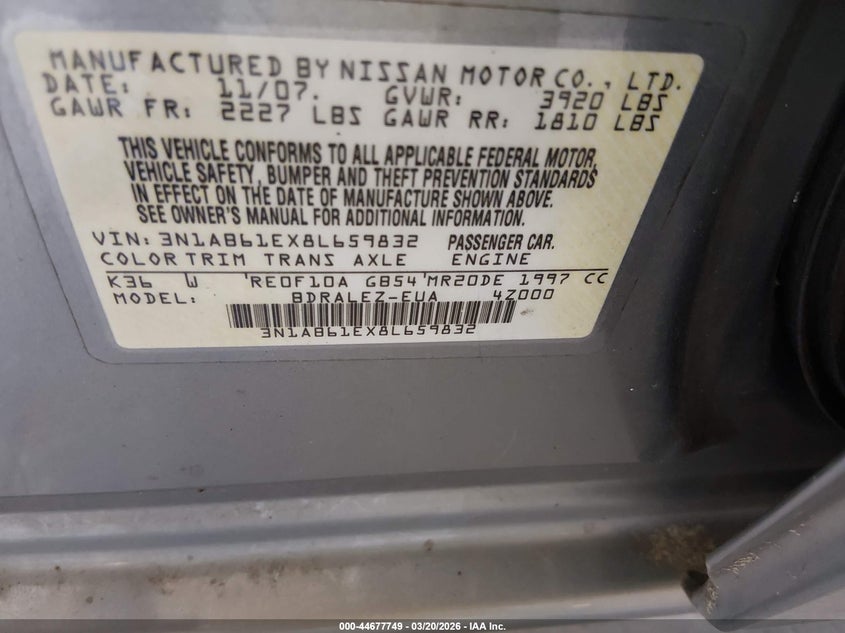 MANUFACTURED BY NISSAN MOTOR CO., LTD.
DATE: 11/07. GVWR: 3920 LBS
GAWR FR: 2227 LBS GAWR RR: 1810 LBS
THIS VEHICLE CONFORMS TO ALL APPLICABLE FEDERAL MOTOR
VEHICLE SAFETY, BUMPER AND THEFT PREVENTION STANDARDS
IN EFFECT ON THE DATE OF MANUFACTURE SHOWN ABOVE.
SEE OWNER'S MANUAL FOR ADDITIONAL INFORMATION.
VIN: 3N1AB61EX8L659832 PASSENGER CAR.
COLOR TRIM TRANS AXLE ENGINE
K36 W 'RE0F10A GB54'MR20DE 1997 CC
MODEL: BDRALEZ-EUA 4Z000
3N1AB61EX8L659832
000-44677749 — 03/20/2026 — IAA Inc.